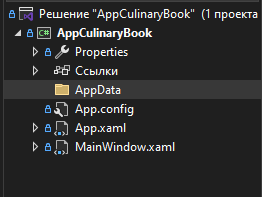 Решение "AppCulinaryBook" (1 проекта
AppCulinaryBook
Properties
Ссылки
AppData
App.config
App.xaml
MainWindow.xaml